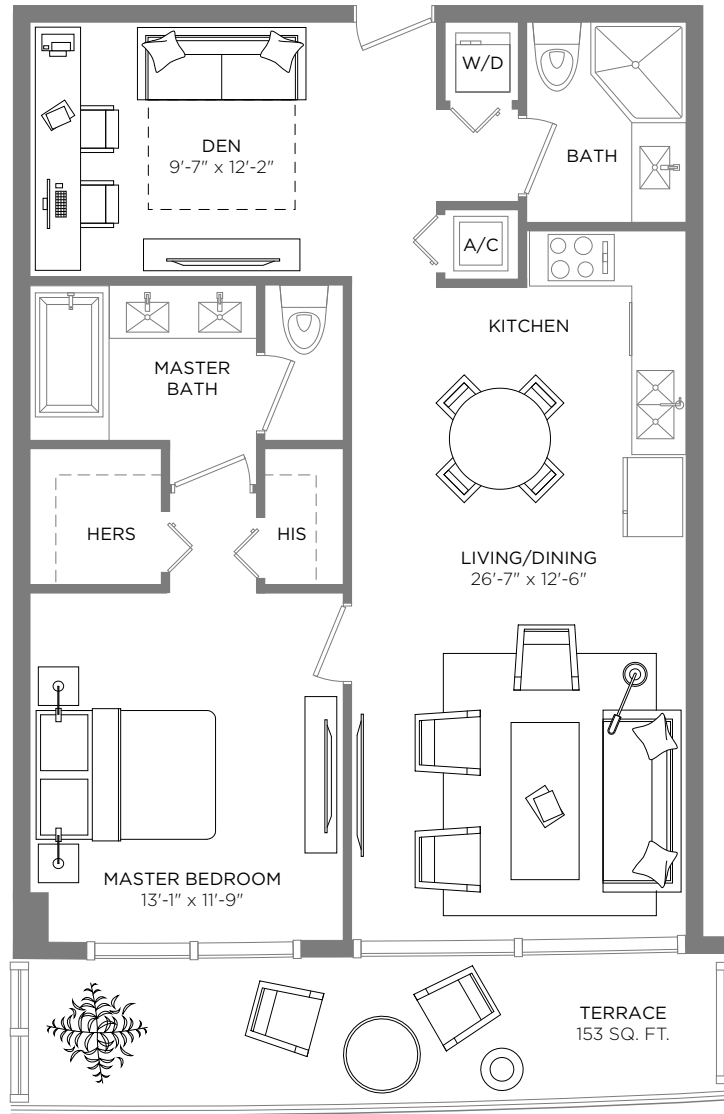 W/D
DEN
9'-7" x 12'-2"
BATH
A/C
KITCHEN
MASTER
BATH
HERS
HIS
LIVING/DINING
26'-7" x 12'-6"
MASTER BEDROOM
13'-1" x 11'-9"
TERRACE
153 SQ. FT.